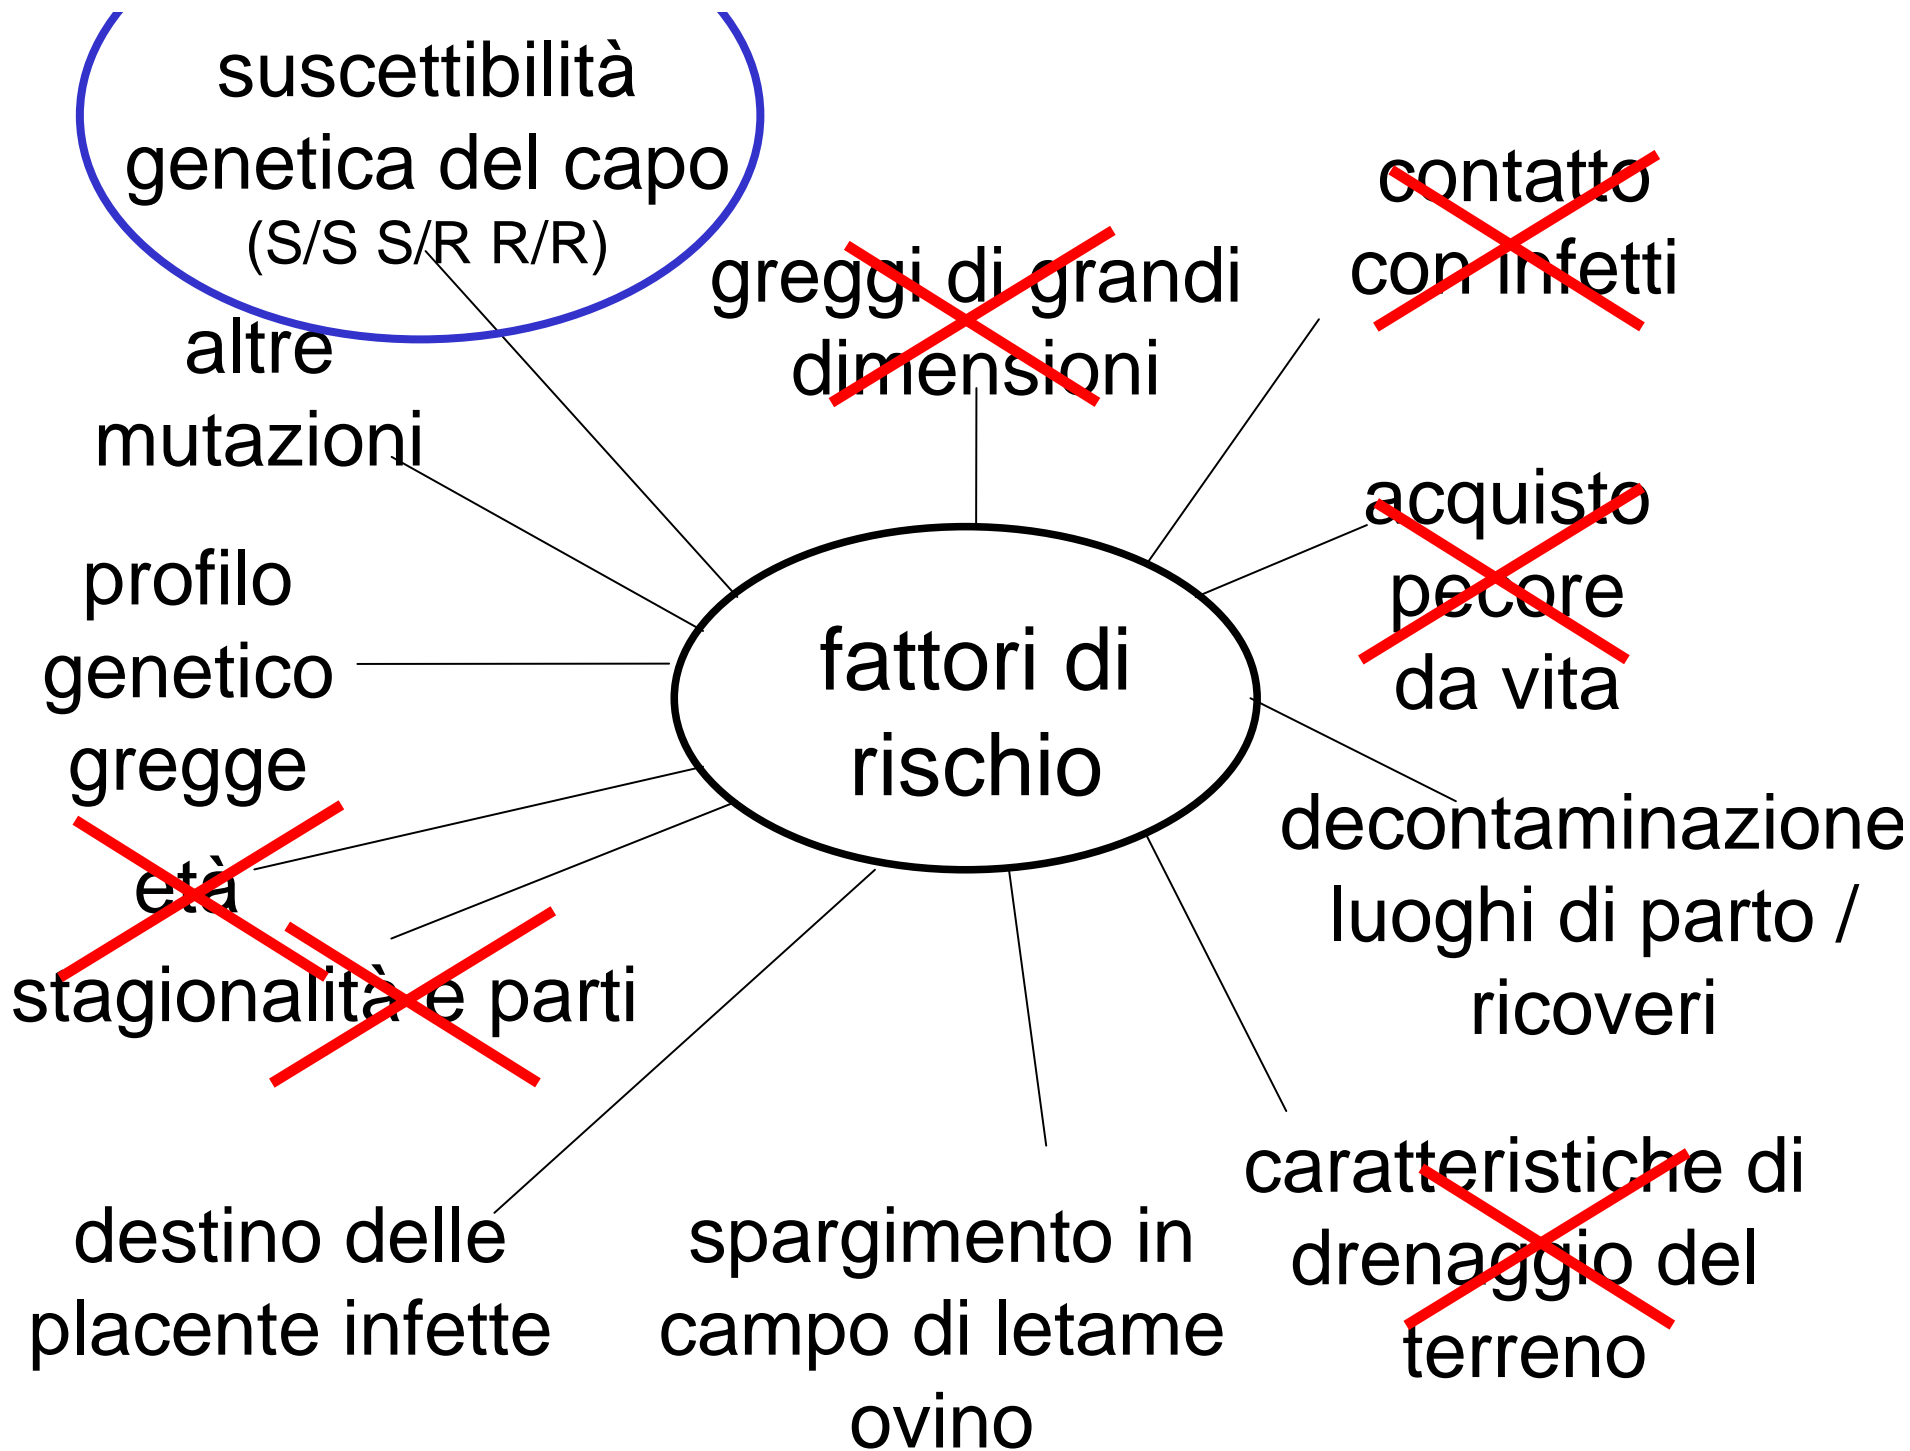 suscettibilità
genetica del capo
(S/S S/R R/R)
altre
mutazioni
profilo
genetico
gregge
età
stagionalità e parti
destino delle
placente infette
greggi di grandi
dimensioni
fattori di
rischio
spargimento in
campo di letame
ovino
contatto
con infetti
acquisto
pecore
da vita
decontaminazione
luoghi di parto /
ricoveri
caratteristiche di
drenaggio del
terreno